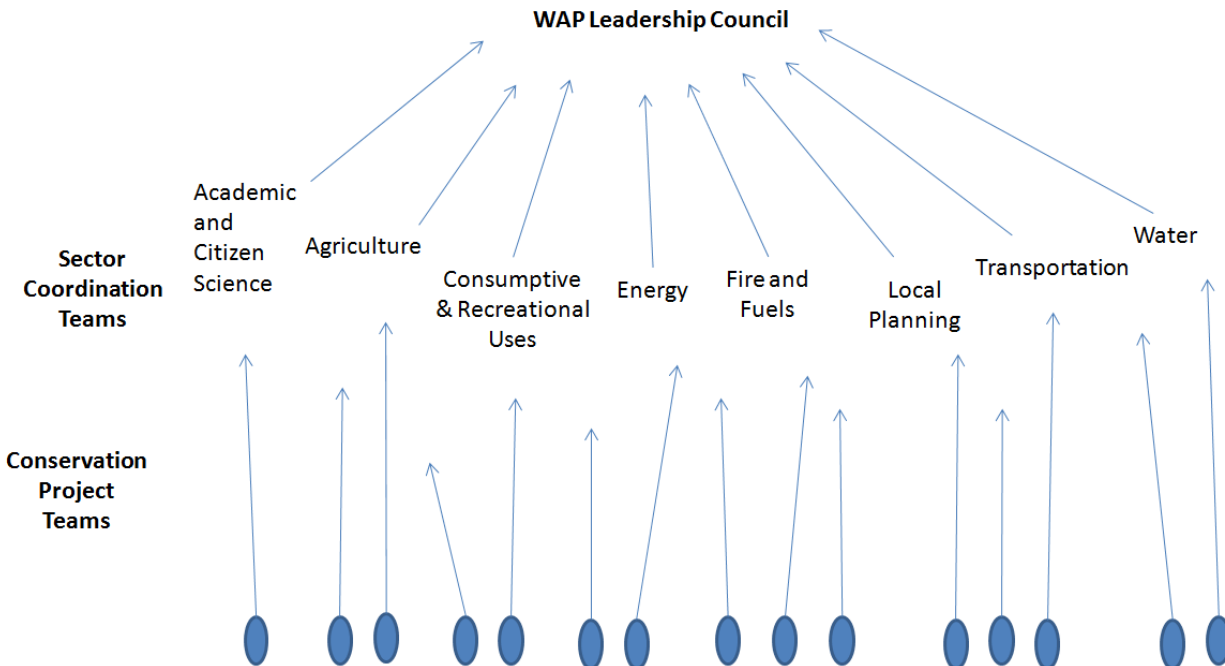 WAP Leadership Council
Academic
and
Citizen
Science
Agriculture
Consumptive
& Recreational
Uses
Energy
Fire and
Fuels
Local
Planning
Transportation
Water
Sector
Coordination
Teams
Conservation
Project
Teams